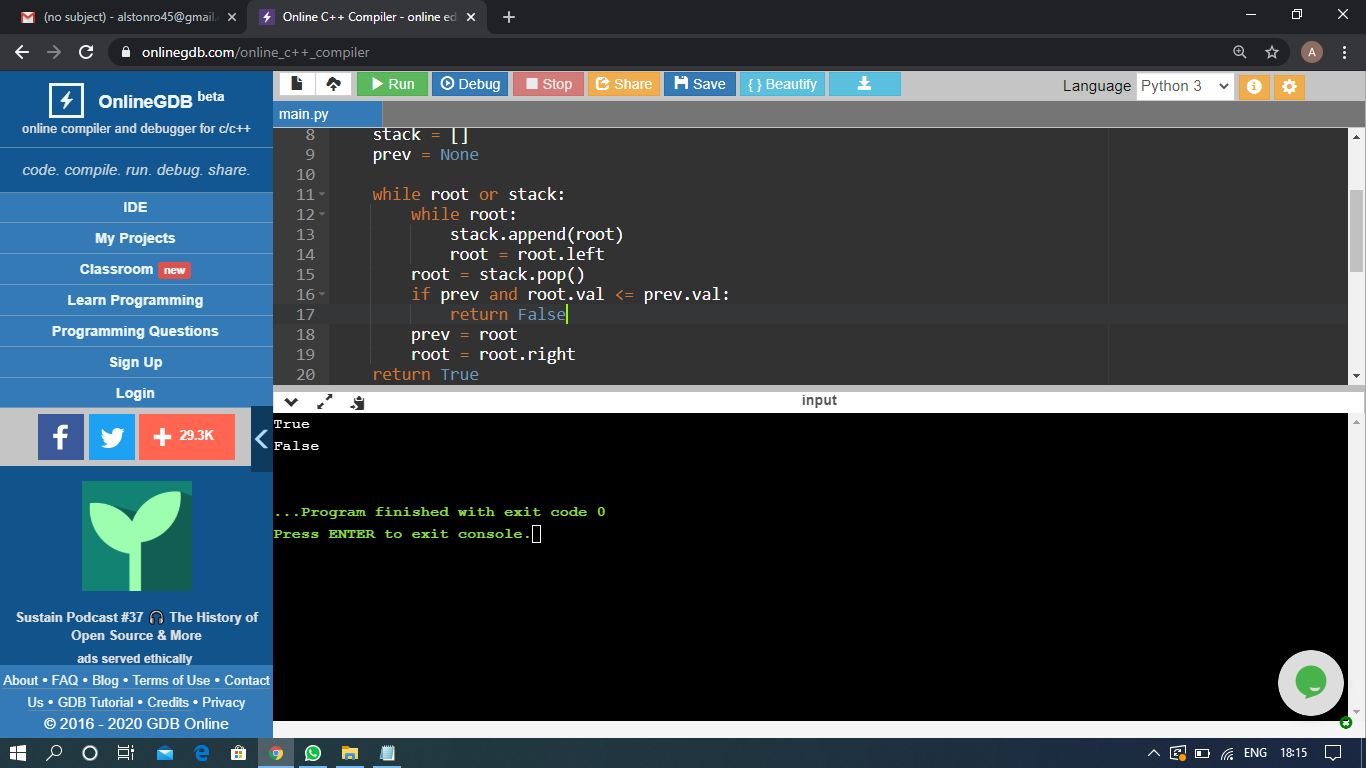 (no subject) - alstonro45@gmail.
Online C++ Compiler - online ed
onlinegdb.com/online_c++_compiler
A
OnlineGDB beta
online compiler and debugger for c/c++
code. compile. run. debug. share.
IDE
My Projects
Classroom new
Learn Programming
Programming Questions
Sign Up
Login
f
+ 29.3K
Sustain Podcast #37 🎧 The History of
Open Source & More
ads served ethically
About • FAQ • Blog • Terms of Use • Contact
Us • GDB Tutorial • Credits • Privacy
© 2016 - 2020 GDB Online
Run Debug Stop Share Save { } Beautify
Language Python 3
main.py
8 stack = []
9 prev = None
10
11 while root or stack:
12 while root:
13 stack.append(root)
14 root = root.left
15 root = stack.pop()
16 if prev and root.val <= prev.val:
17 return False
18 prev = root
19 root = root.right
20 return True
input
True
False
...Program finished with exit code 0
Press ENTER to exit console.
ENG 18:15